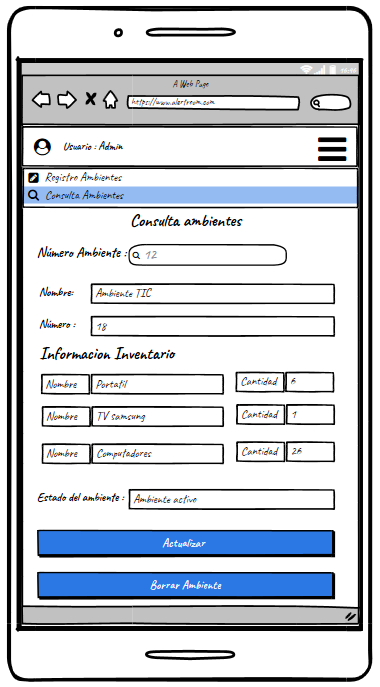 A Web Page
https://www.alertreom.com
Usuario : Admin
Registro Ambientes
Consulta Ambientes
Consulta ambientes
Número Ambiente : 12
Nombre: Ambiente TIC
Número : 18
Informacion Inventario
Nombre Portatil Cantidad 6
Nombre TV samsung Cantidad 1
Nombre Computadores Cantidad 26
Estado del ambiente : Ambiente activo
Actualizar
Borrar Ambiente